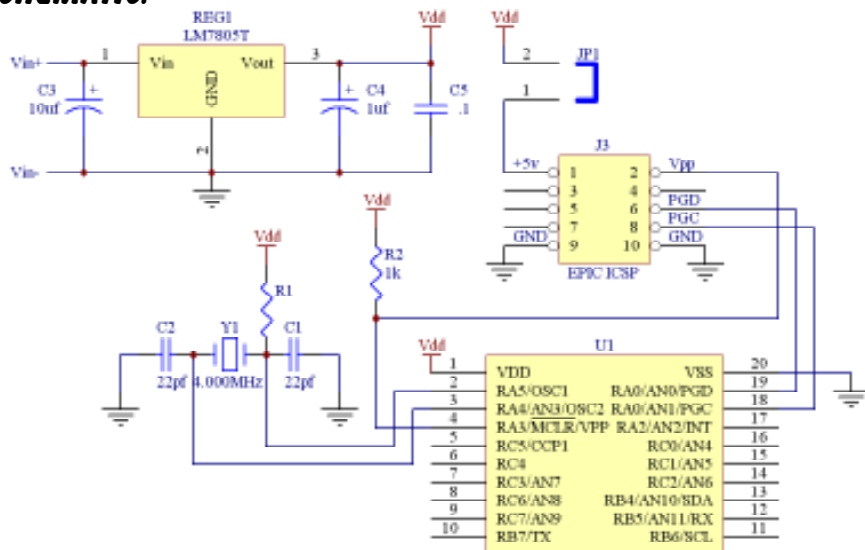 REG1
LM7805T
Vdd
Vdd
Vin+
1
Vin
Vout
3
2
JP1
C3
10uf
GND
C4
1uf
C5
.1
1
2
Vin-
J3
+5v
Vpp
1 2
3 4
5 6
PGD
7 8
PGC
GND
9 10
GND
EPIC ICSP
Vdd
Vdd
R2
1k
R1
C2
Y1
C1
22pf
4.000MHz
22pf
Vdd
U1
1 VDD VSS 20
2 RA5/OSC1 RA0/AN0/PGD 19
3 RA4/AN3/OSC2 RA0/AN1/PGC 18
4 RA3/MCLR/VPP RA2/AN2/INT 17
5 RC5/CCP1 RC0/AN4 16
6 RC4 RC1/AN5 15
7 RC3/AN7 RC2/AN6 14
8 RC6/AN8 RB4/AN10/SDA 13
9 RC7/AN9 RB5/AN11/RX 12
10 RB7/TX RB6/SCL 11